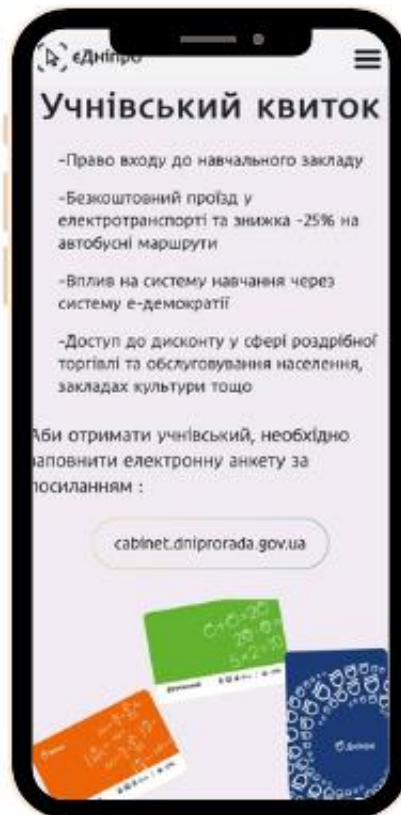 єДніпро
Учнівський квиток
-Право входу до навчального закладу
-Безкоштовний проїзд у
електротранспорті та знижка -25% на
автобусні маршрути
-Вплив на систему навчання через
систему е-демократії
-Доступ до дисконту у сфері роздрібної
торгівлі та обслуговування населення,
закладах культури тощо
Аби отримати учнівський, необхідно
заповнити електронну анкету за
посиланням :
cabinet.dniprorada.gov.ua